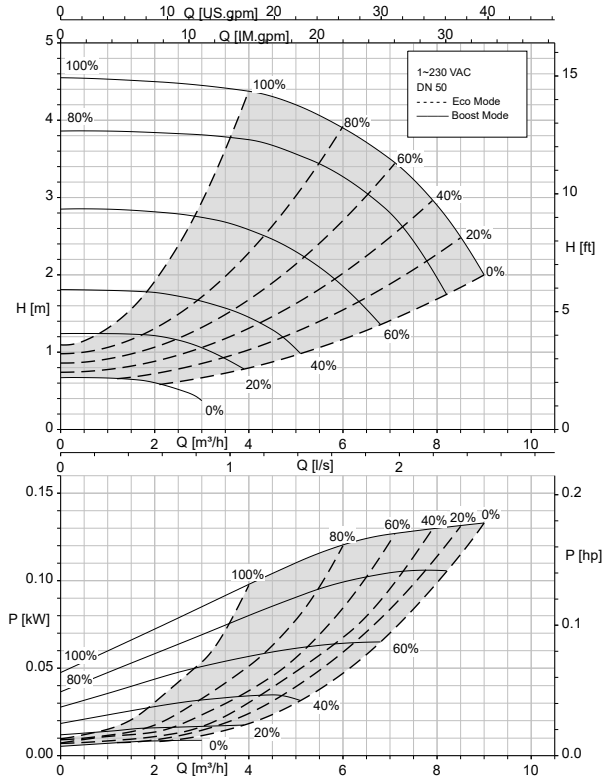 Q [US.gpm]
0 10 20 30 40
Q [IM.gpm]
0 10 20 30
5
100%
100%
1~230 VAC
DN 50
Eco Mode
Boost Mode
15
4
80%
80%
60%
3
40%
10
20%
H [ft]
2
0%
H [m]
5
60%
1
40%
20%
0%
0
0
0 2 4 6 8 10
Q [m³/h]
0 1 2
Q [l/s]
0.15
0.2
0%
20%
40%
60%
80%
P [hp]
100%
0.10
P [kW]
0.1
100%
60%
0.05
80%
40%
20%
0%
0.00
0.0
0 2 4 6 8 10
Q [m³/h]